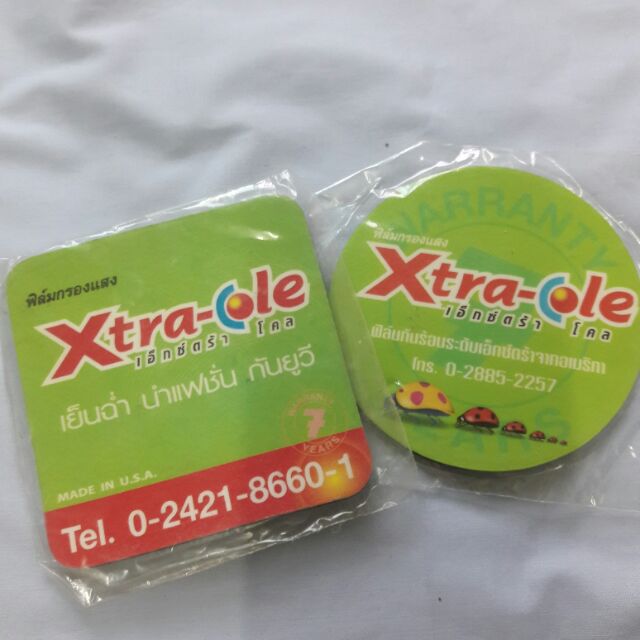 ฟิล์มกรองแสง
Xtra-Cole
เอ็กซ์ตร้า โคล
เย็นฉ่ำ นำแฟชั่น กันยูวี
WARRANTY
7
YEARS
MADE IN U.S.A.
Tel. 0-2421-8660-1
WARRANTY
7
ฟิล์มกรองแสง
Xtra-Cole
เอ็กซ์ตร้า โคล
ฟิล์มกันร้อนระดับเอ็กซ์ตร้าจากอเมริกา
โทร. 0-2885-2257
YEARS